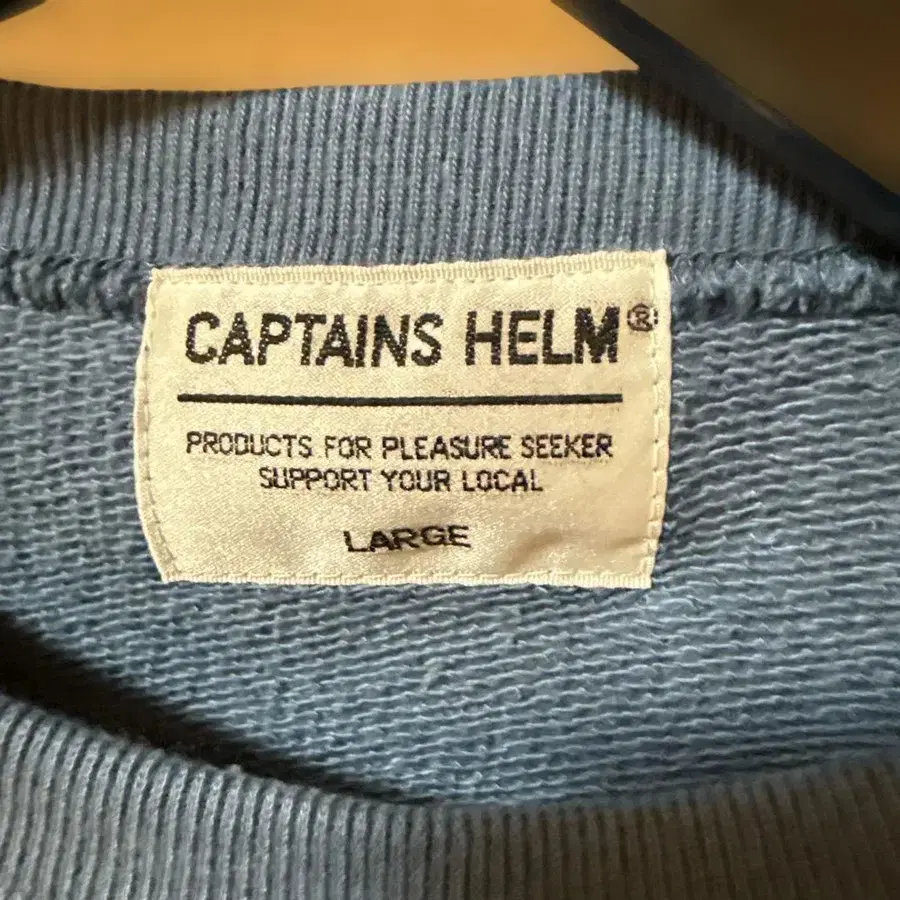 CAPTAINS HELM®
PRODUCTS FOR PLEASURE SEEKER
SUPPORT YOUR LOCAL
LARGE